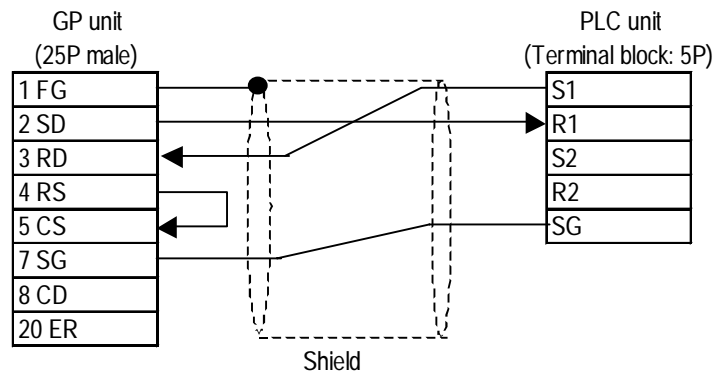 GP unit
(25P male)
1 FG
2 SD
3 RD
4 RS
5 CS
7 SG
8 CD
20 ER
PLC unit
(Terminal block: 5P)
S1
R1
S2
R2
SG
Shield